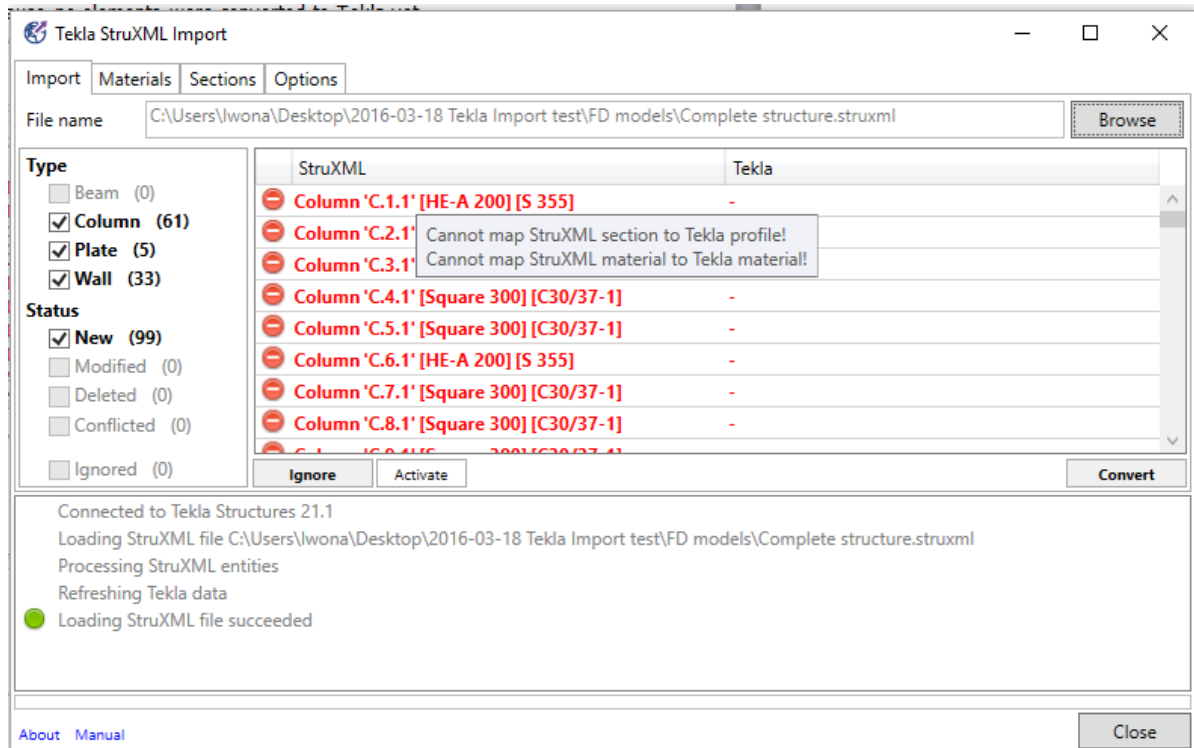 Tekla StruXML Import
Import Materials Sections Options
File name C:\Users\Iwona\Desktop\2016-03-18 Tekla Import test\FD models\Complete structure.struxml Browse
Type
Beam (0)
Column (61)
Plate (5)
Wall (33)
Status
New (99)
Modified (0)
Deleted (0)
Conflicted (0)
Ignored (0)
StruXML Tekla
Column 'C.1.1' [HE-A 200] [S 355] -
Column 'C.2.1'
Column 'C.3.1'
Cannot map StruXML section to Tekla profile!
Cannot map StruXML material to Tekla material!
Column 'C.4.1' [Square 300] [C30/37-1] -
Column 'C.5.1' [Square 300] [C30/37-1] -
Column 'C.6.1' [HE-A 200] [S 355] -
Column 'C.7.1' [Square 300] [C30/37-1] -
Column 'C.8.1' [Square 300] [C30/37-1] -
Ignore Activate Convert
Connected to Tekla Structures 21.1
Loading StruXML file C:\Users\Iwona\Desktop\2016-03-18 Tekla Import test\FD models\Complete structure.struxml
Processing StruXML entities
Refreshing Tekla data
Loading StruXML file succeeded
About Manual Close